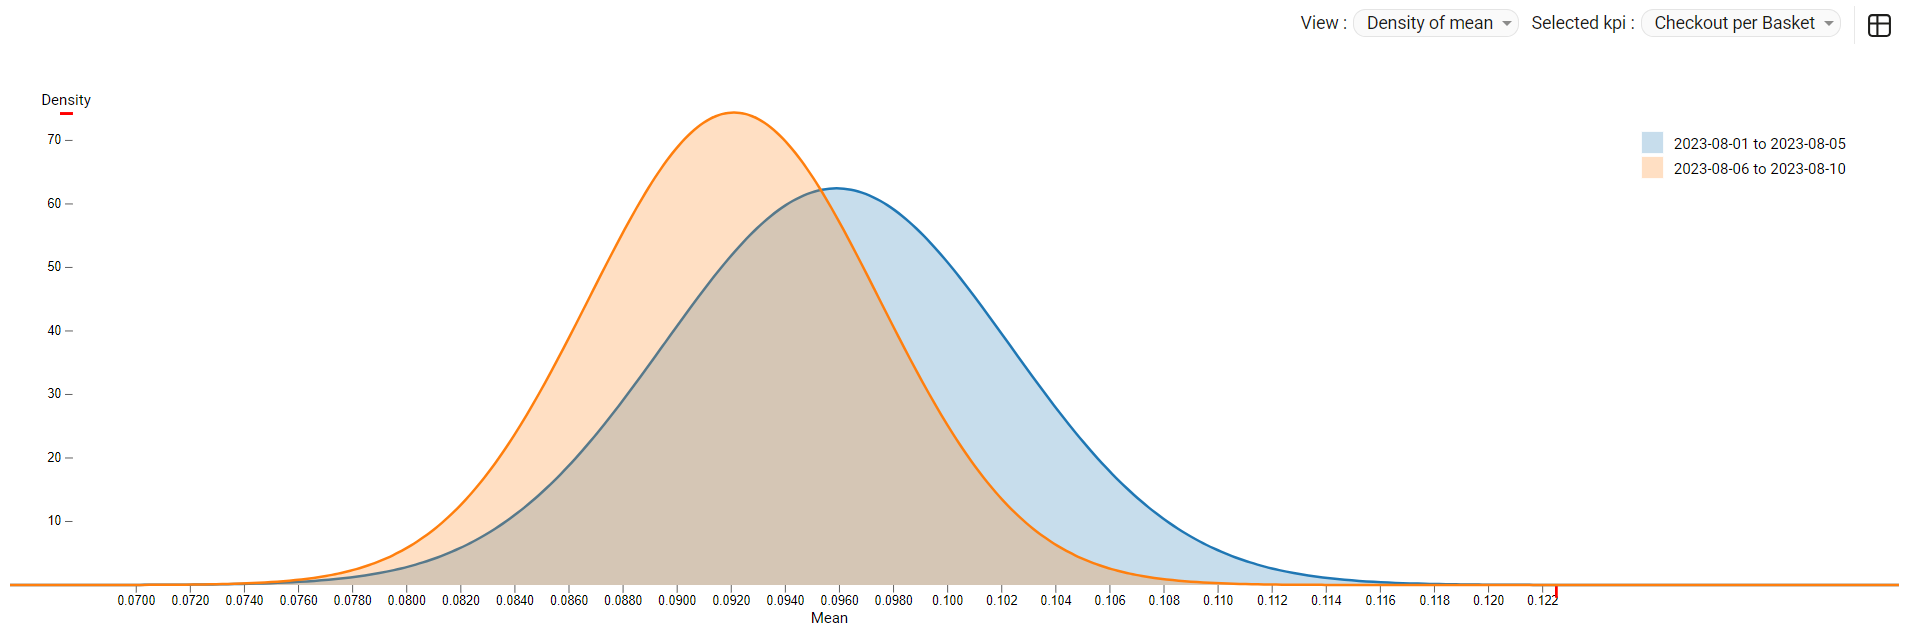 View : Density of mean Selected kpi : Checkout per Basket
Density
70
60
50
40
30
20
10
2023-08-01 to 2023-08-05
2023-08-06 to 2023-08-10
0.0700 0.0720 0.0740 0.0760 0.0780 0.0800 0.0820 0.0840 0.0860 0.0880 0.0900 0.0920 0.0940 0.0960 0.0980 0.100 0.102 0.104 0.106 0.108 0.110 0.112 0.114 0.116 0.118 0.120 0.122
Mean